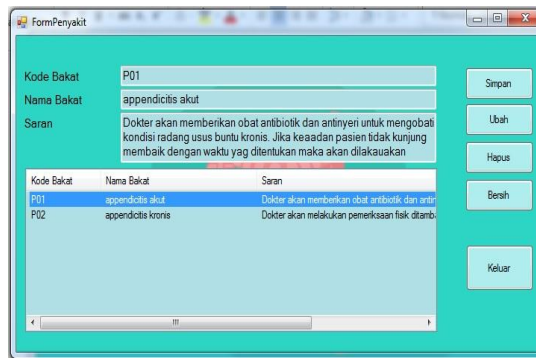 FormPenyakit
Kode Bakat P01
Nama Bakat appendicitis akut
Saran Dokter akan memberikan obat antibiotik dan antinyeri untuk mengobati
kondisi radang usus buntu kronis. Jika keaadan pasien tidak kunjung
membaik dengan waktu yag ditentukan maka akan dilakauakan
Simpan
Ubah
Hapus
Bersih
Keluar
Kode Bakat Nama Bakat Saran
P01 appendicitis akut Dokter akan memberikan obat antibiotik dan antin
P02 appendicitis kronis Dokter akan melakukan pemeriksaan fisik ditamb